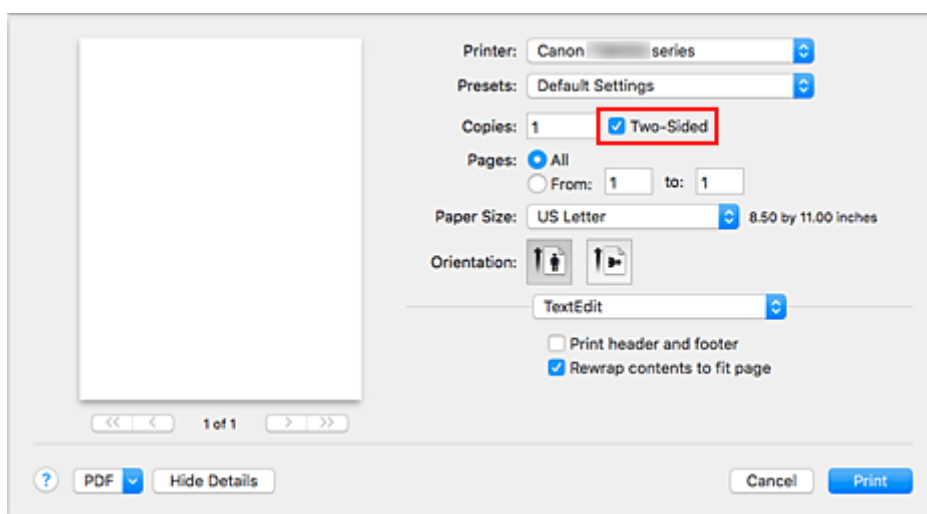 Printer: Canon series
Presets: Default Settings
Copies: 1 Two-Sided
Pages: All
From: 1 to: 1
Paper Size: US Letter 8.50 by 11.00 inches
Orientation:
TextEdit
Print header and footer
Rewrap contents to fit page
<< < 1 of 1 > >>
? PDF Hide Details Cancel Print